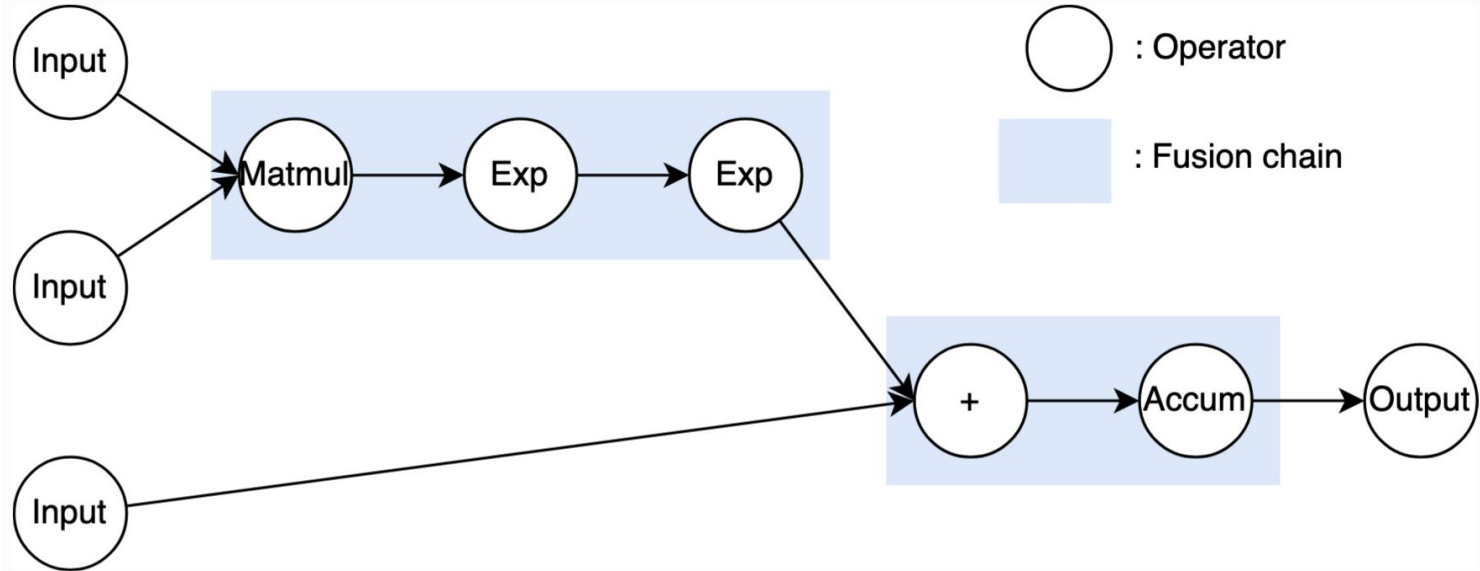 Input
: Operator
Matmul
Exp
Exp
: Fusion chain
Input
+
Accum
Output
Input